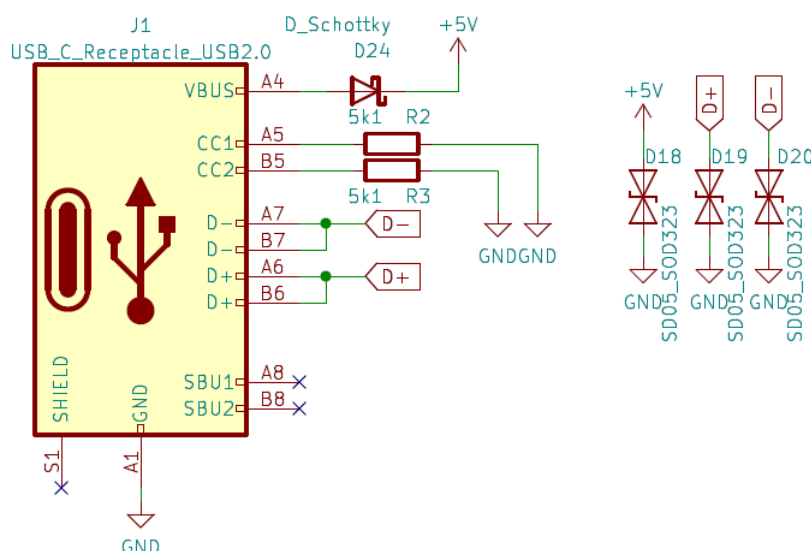 J1
USB_C_Receptacle_USB2.0
D_Schottky
D24
+5V
VBUS A4
5k1 R2
CC1 A5
CC2 B5
5k1 R3
D- A7
D- B7
D+ A6
D+ B6
D-
D+
GND GND
SBU1 A8
SBU2 B8
SHIELD
GND
S1
A1
GND
+5V
D+
D-
D18
D19
D20
SD05_SOD323
SD05_SOD323
SD05_SOD323
GND
GND
GND